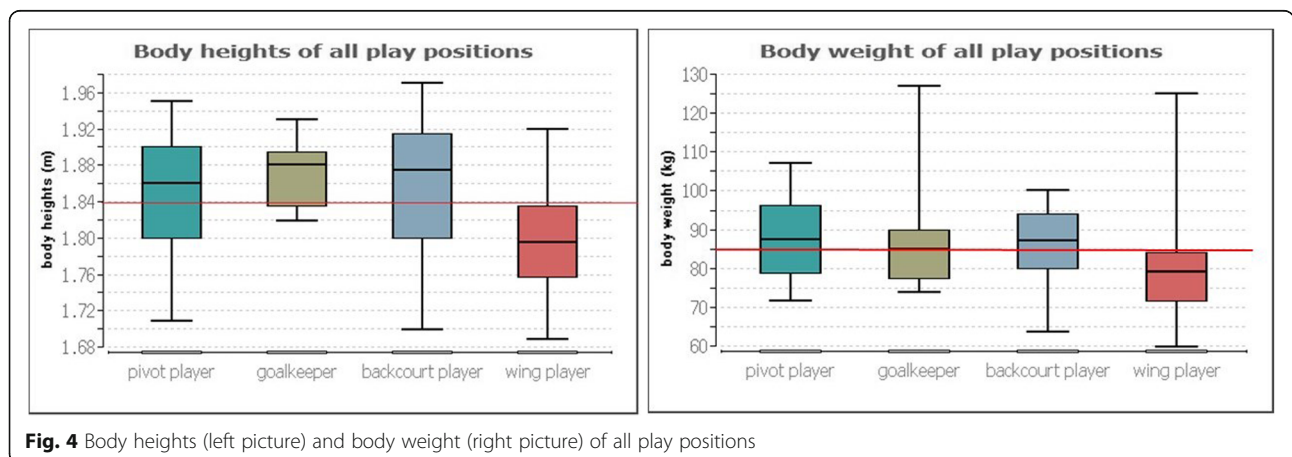 Body heights of all play positions
body heights (m)
1.96
1.92
1.88
1.84
1.80
1.76
1.72
1.68
pivot player
goalkeeper
backcourt player
wing player
Body weight of all play positions
body weight (kg)
130
120
110
100
90
80
70
60
pivot player
goalkeeper
backcourt player
wing player
Fig. 4 Body heights (left picture) and body weight (right picture) of all play positions